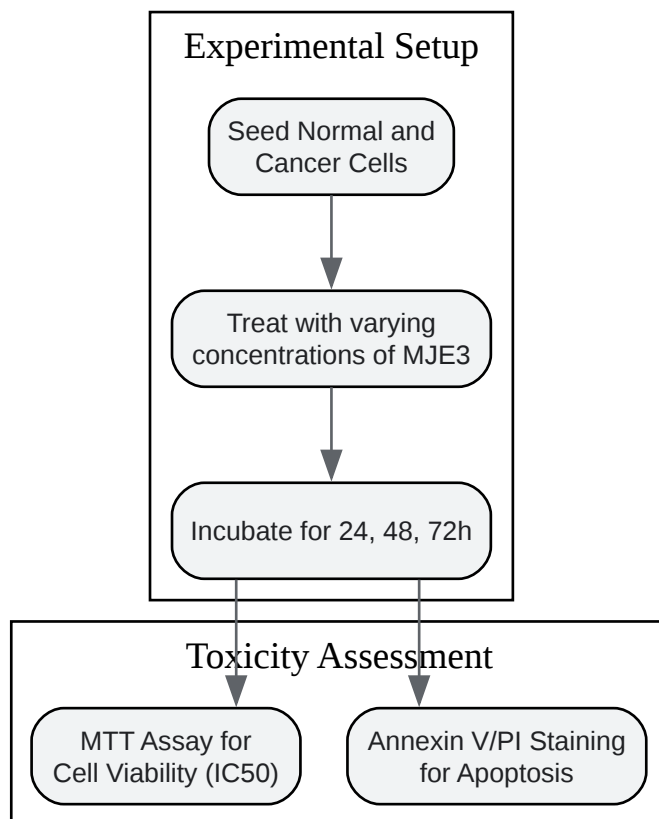 Experimental Setup
Seed Normal and
Cancer Cells
Treat with varying
concentrations of MJE3
Incubate for 24, 48, 72h
Toxicity Assessment
MTT Assay for
Cell Viability (IC50)
Annexin V/PI Staining
for Apoptosis